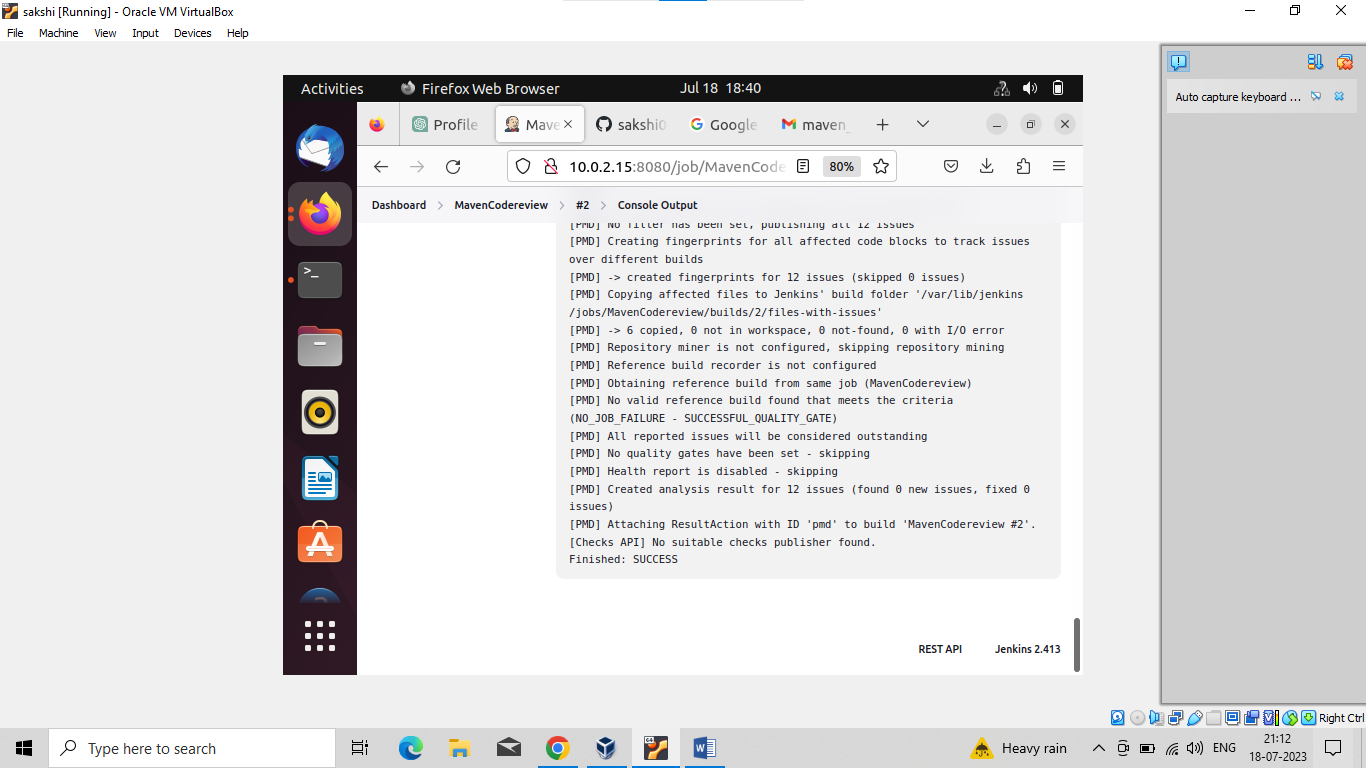 sakshi [Running] - Oracle VM VirtualBox
File Machine View Input Devices Help
Auto capture keyboard ...
Activities
Firefox Web Browser
Jul 18 18:40
Profile
Mave
sakshi0
Google
maven_
10.0.2.15:8080/job/MavenCode
80%
Dashboard > MavenCodereview > #2 > Console Output
[PMD] No filter has been set, publishing all 12 issues
[PMD] Creating fingerprints for all affected code blocks to track issues
over different builds
[PMD] -> created fingerprints for 12 issues (skipped 0 issues)
[PMD] Copying affected files to Jenkins' build folder '/var/lib/jenkins
/jobs/MavenCodereview/builds/2/files-with-issues'
[PMD] -> 6 copied, 0 not in workspace, 0 not-found, 0 with I/O error
[PMD] Repository miner is not configured, skipping repository mining
[PMD] Reference build recorder is not configured
[PMD] Obtaining reference build from same job (MavenCodereview)
[PMD] No valid reference build found that meets the criteria
(NO_JOB_FAILURE - SUCCESSFUL_QUALITY_GATE)
[PMD] All reported issues will be considered outstanding
[PMD] No quality gates have been set - skipping
[PMD] Health report is disabled - skipping
[PMD] Created analysis result for 12 issues (found 0 new issues, fixed 0
issues)
[PMD] Attaching ResultAction with ID 'pmd' to build 'MavenCodereview #2'.
[Checks API] No suitable checks publisher found.
Finished: SUCCESS
REST API
Jenkins 2.413
Right Ctrl
Type here to search
Heavy rain
ENG
21:12
18-07-2023